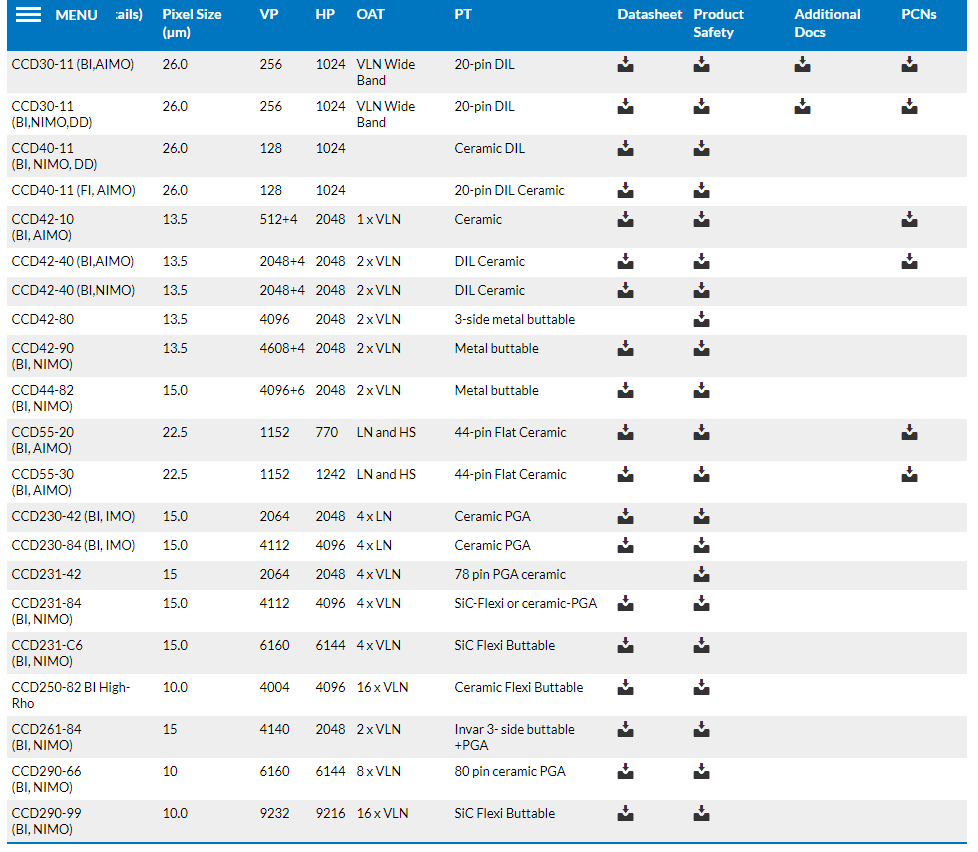 MENU ails) Pixel Size VP HP OAT PT Datasheet Product Additional PCNs
(µm) Safety Docs
CCD30-11 (BI,AIMO) 26.0 256 1024 VLN Wide 20-pin DIL
Band
CCD30-11 26.0 256 1024 VLN Wide 20-pin DIL
(BI,NIMO,DD) Band
CCD40-11 26.0 128 1024 Ceramic DIL
(BI, NIMO, DD)
CCD40-11 (FI, AIMO) 26.0 128 1024 20-pin DIL Ceramic
CCD42-10 13.5 512+4 2048 1 x VLN Ceramic
(BI, AIMO)
CCD42-40 (BI,AIMO) 13.5 2048+4 2048 2 x VLN DIL Ceramic
CCD42-40 (BI,NIMO) 13.5 2048+4 2048 2 x VLN DIL Ceramic
CCD42-80 13.5 4096 2048 2 x VLN 3-side metal buttable
CCD42-90 13.5 4608+4 2048 2 x VLN Metal buttable
(BI, NIMO)
CCD44-82 15.0 4096+6 2048 2 x VLN Metal buttable
(BI, NIMO)
CCD55-20 22.5 1152 770 LN and HS 44-pin Flat Ceramic
(BI, AIMO)
CCD55-30 22.5 1152 1242 LN and HS 44-pin Flat Ceramic
(BI, AIMO)
CCD230-42 (BI, IMO) 15.0 2064 2048 4 x LN Ceramic PGA
CCD230-84 (BI, IMO) 15.0 4112 4096 4 x LN Ceramic PGA
CCD231-42 15 2064 2048 4 x VLN 78 pin PGA ceramic
CCD231-84 15.0 4112 4096 4 x VLN SiC-Flexi or ceramic-PGA
(BI, NIMO)
CCD231-C6 15.0 6160 6144 4 x VLN SiC Flexi Buttable
(BI, NIMO)
CCD250-82 BI High- 10.0 4004 4096 16 x VLN Ceramic Flexi Buttable
Rho
CCD261-84 15 4140 2048 2 x VLN Invar 3- side buttable
(BI, NIMO) +PGA
CCD290-66 10 6160 6144 8 x VLN 80 pin ceramic PGA
(BI, NIMO)
CCD290-99 10.0 9232 9216 16 x VLN SiC Flexi Buttable
(BI, NIMO)